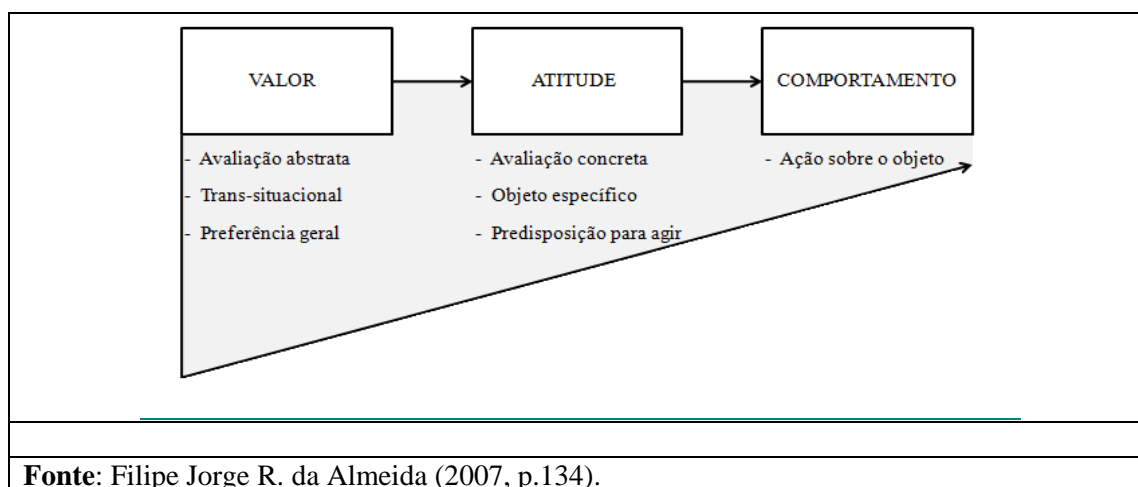 VALOR
ATITUDE
COMPORTAMENTO
- Avaliação abstrata
- Trans-situacional
- Preferência geral
- Avaliação concreta
- Objeto específico
- Predisposição para agir
- Ação sobre o objeto
Fonte: Filipe Jorge R. da Almeida (2007, p.134).